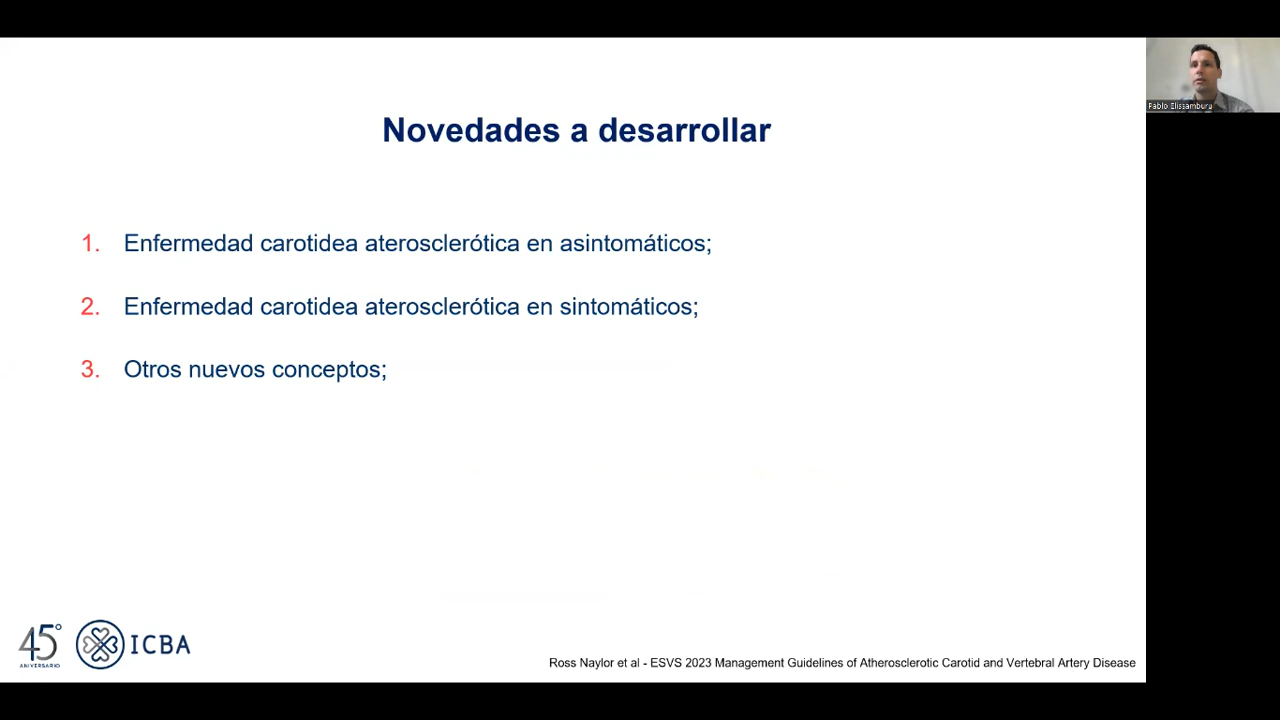 Novedades a desarrollar
1. Enfermedad carotidea aterosclerótica en asintomáticos;
2. Enfermedad carotidea aterosclerótica en sintomáticos;
3. Otros nuevos conceptos;
45° ANIVERSARIO
ICBA
Ross Naylor et al - ESVS 2023 Management Guidelines of Atherosclerotic Carotid and Vertebral Artery Disease
Pablo Elissamburu